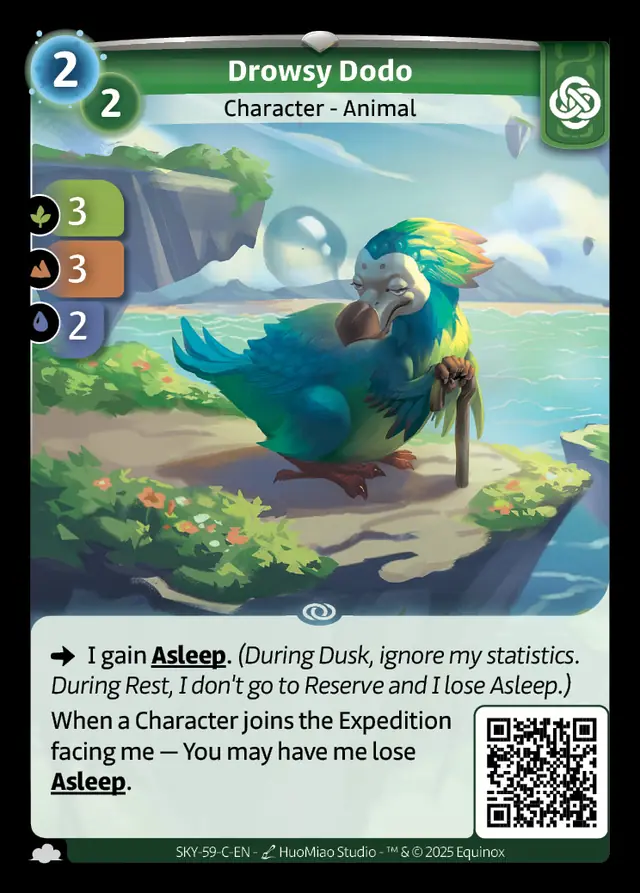 2
Drowsy Dodo
2
Character - Animal
3
3
2
I gain Asleep. (During Dusk, ignore my statistics.
During Rest, I don't go to Reserve and I lose Asleep.)
When a Character joins the Expedition
facing me — You may have me lose
Asleep.
SKY-59-C-EN - HuoMiao Studio - ™ & © 2025 Equinox